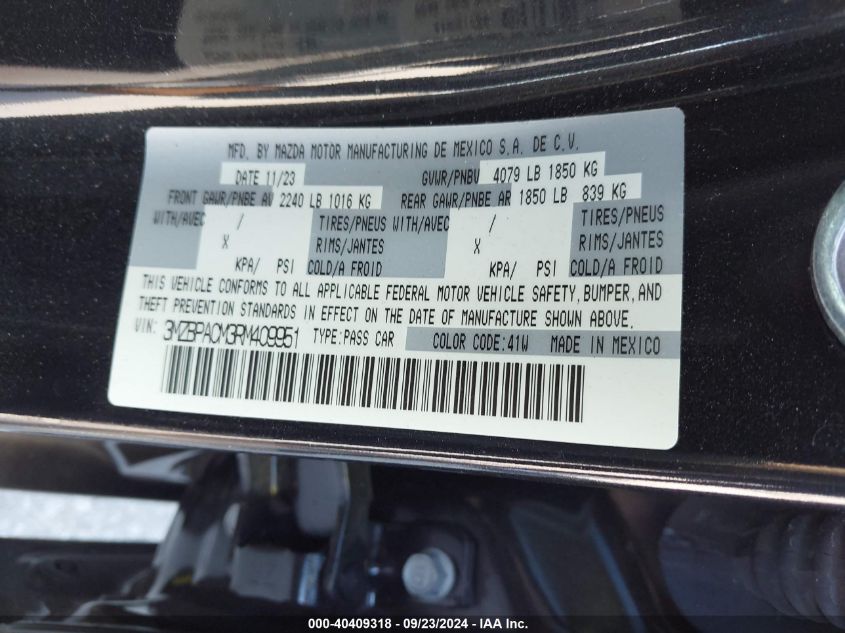 MFD. BY MAZDA MOTOR MANUFACTURING DE MEXICO S.A. DE C.V.
DATE 11/23 GVWR/PNBV 4079 LB 1850 KG
FRONT GAWR/PNBE AV 2240 LB 1016 KG REAR GAWR/PNBE AR 1850 LB 839 KG
WITH/AVEC / TIRES/PNEUS WITH/AVEC / TIRES/PNEUS
X RIMS/JANTES X RIMS/JANTES
KPA/ PSI COLD/A FROID KPA/ PSI COLD/A FROID
THIS VEHICLE CONFORMS TO ALL APPLICABLE FEDERAL MOTOR VEHICLE SAFETY, BUMPER, AND
THEFT PREVENTION STANDARDS IN EFFECT ON THE DATE OF MANUFACTURE SHOWN ABOVE.
VIN: 3MZBPACM3RM409951 TYPE:PASS CAR COLOR CODE:41W MADE IN MEXICO
000-40409318 - 09/23/2024 - IAA Inc.